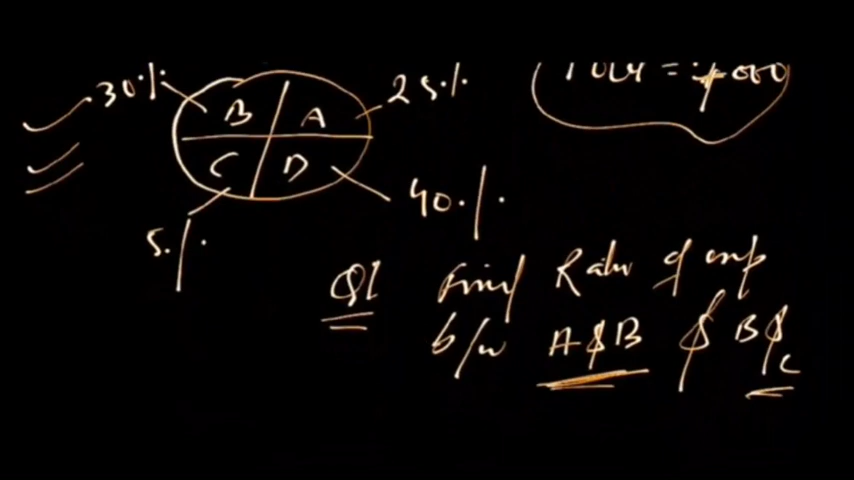 30%
B
A
25%
C
D
40%
5%
Q1 Find Ratio of emp
b/w A & B & B & C